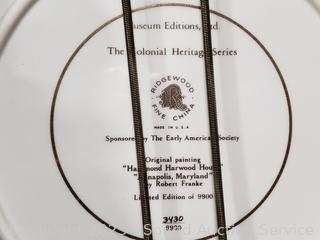 Museum Editions, Ltd.
The Colonial Heritage Series
RIDGEWOOD
R
FINE CHINA
MADE IN U.S.A
Sponsored by The Early American Society
Original painting
"Hammond Harwood House"
"Annapolis, Maryland"
by Robert Franke
Limited Edition of 9900
3430
9900